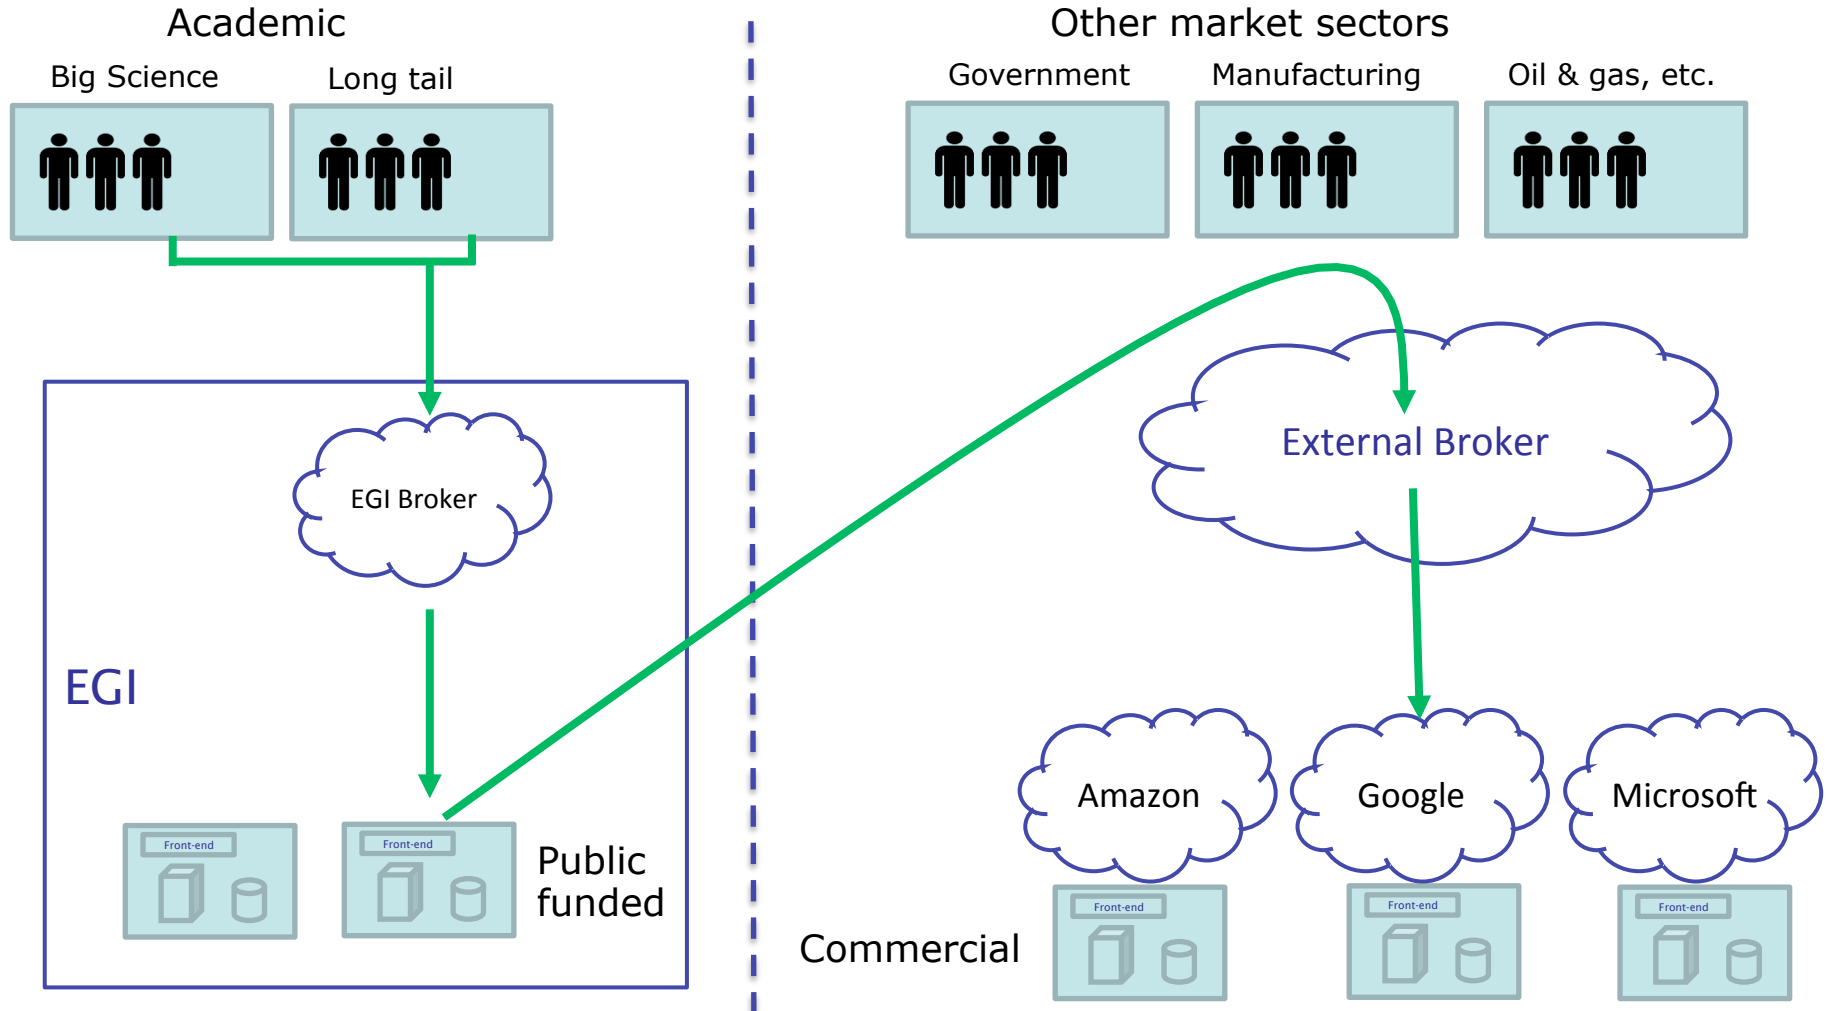 Academic
Other market sectors
Big Science
Long tail
Government
Manufacturing
Oil & gas, etc.
External Broker
EGI Broker
EGI
Amazon
Google
Microsoft
Front-end
Front-end
Public
funded
Front-end
Front-end
Front-end
Commercial